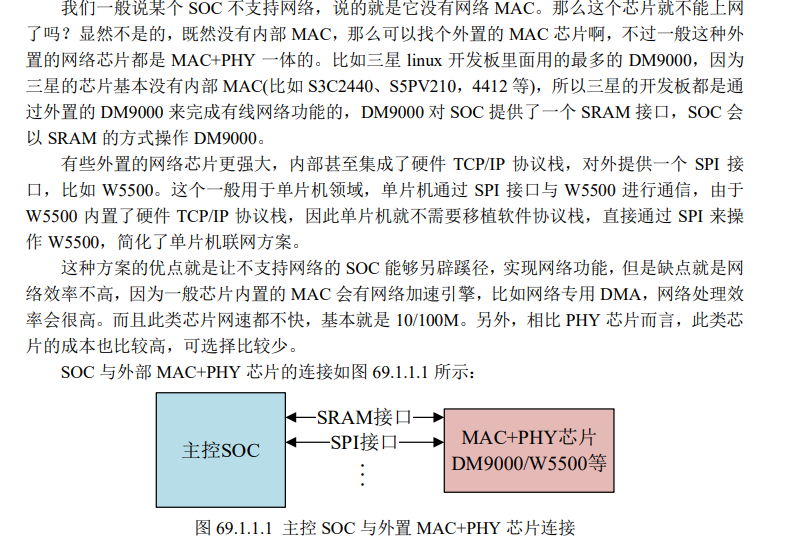 我们一般说某个 SOC 不支持网络，说的就是它没有网络 MAC。那么这个芯片就不能上网
了吗？显然不是的，既然没有内部 MAC，那么可以找个外置的 MAC 芯片啊，不过一般这种外
置的网络芯片都是 MAC+PHY 一体的。比如三星 linux 开发板里面用的最多的 DM9000，因为
三星的芯片基本没有内部 MAC(比如 S3C2440、S5PV210，4412 等)，所以三星的开发板都是通
过外置的 DM9000 来完成有线网络功能的，DM9000 对 SOC 提供了一个 SRAM 接口，SOC 会
以 SRAM 的方式操作 DM9000。
有些外置的网络芯片更强大，内部甚至集成了硬件 TCP/IP 协议栈，对外提供一个 SPI 接
口，比如 W5500。这个一般用于单片机领域，单片机通过 SPI 接口与 W5500 进行通信，由于
W5500 内置了硬件 TCP/IP 协议栈，因此单片机就不需要移植软件协议栈，直接通过 SPI 来操
作 W5500，简化了单片机联网方案。
这种方案的优点就是让不支持网络的 SOC 能够另辟蹊径，实现网络功能，但是缺点就是网
络效率不高，因为一般芯片内置的 MAC 会有网络加速引擎，比如网络专用 DMA，网络处理效
率会很高。而且此类芯片网速都不快，基本就是 10/100M。另外，相比 PHY 芯片而言，此类芯
片的成本也比较高，可选择比较少。
SOC 与外部 MAC+PHY 芯片的连接如图 69.1.1.1 所示：
主控SOC
SRAM接口
SPI接口
⋮
MAC+PHY芯片
DM9000/W5500等
图 69.1.1.1 主控 SOC 与外置 MAC+PHY 芯片连接